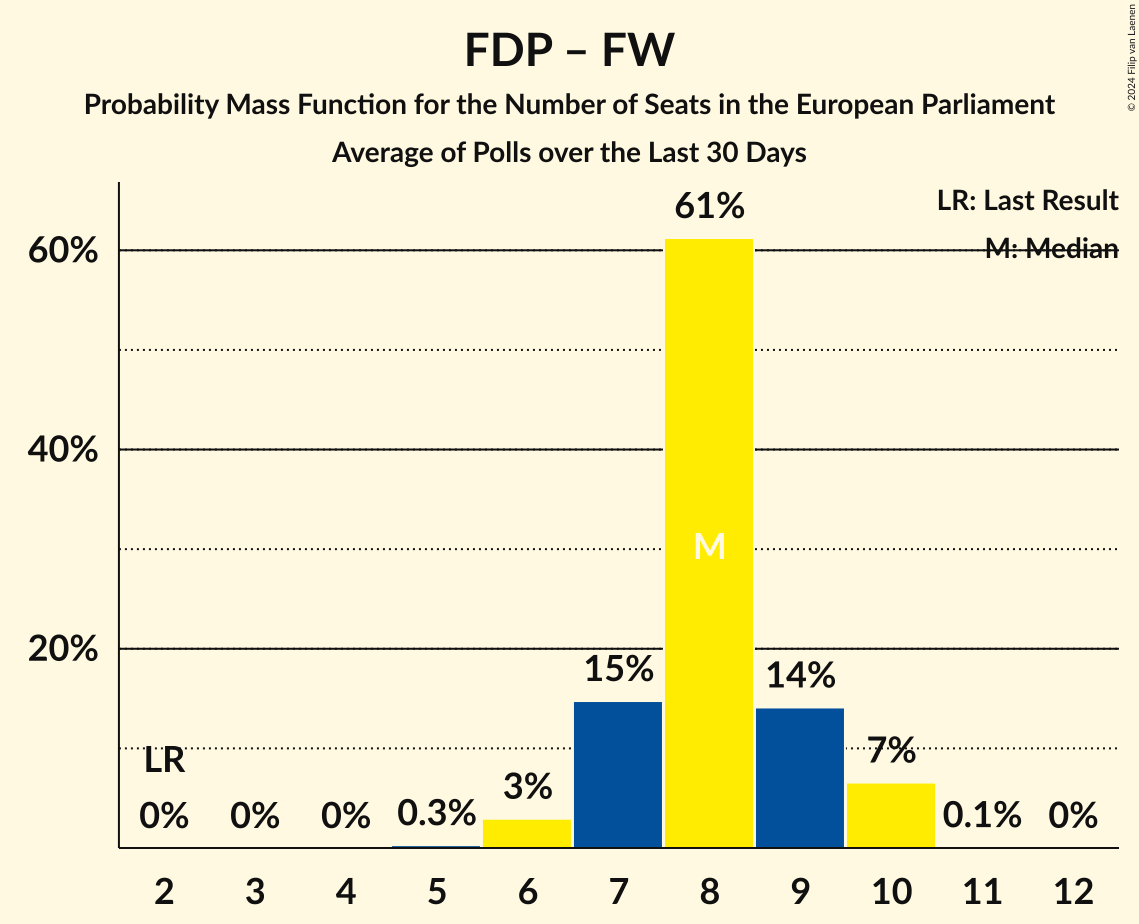 FDP – FW
Probability Mass Function for the Number of Seats in the European Parliament
Average of Polls over the Last 30 Days
© 2024 Filip van Laenen
LR: Last Result
M: Median
60%
40%
20%
61%
M
15%
14%
7%
LR
3%
0%
0%
0%
0.3%
0.1%
0%
2 3 4 5 6 7 8 9 10 11 12